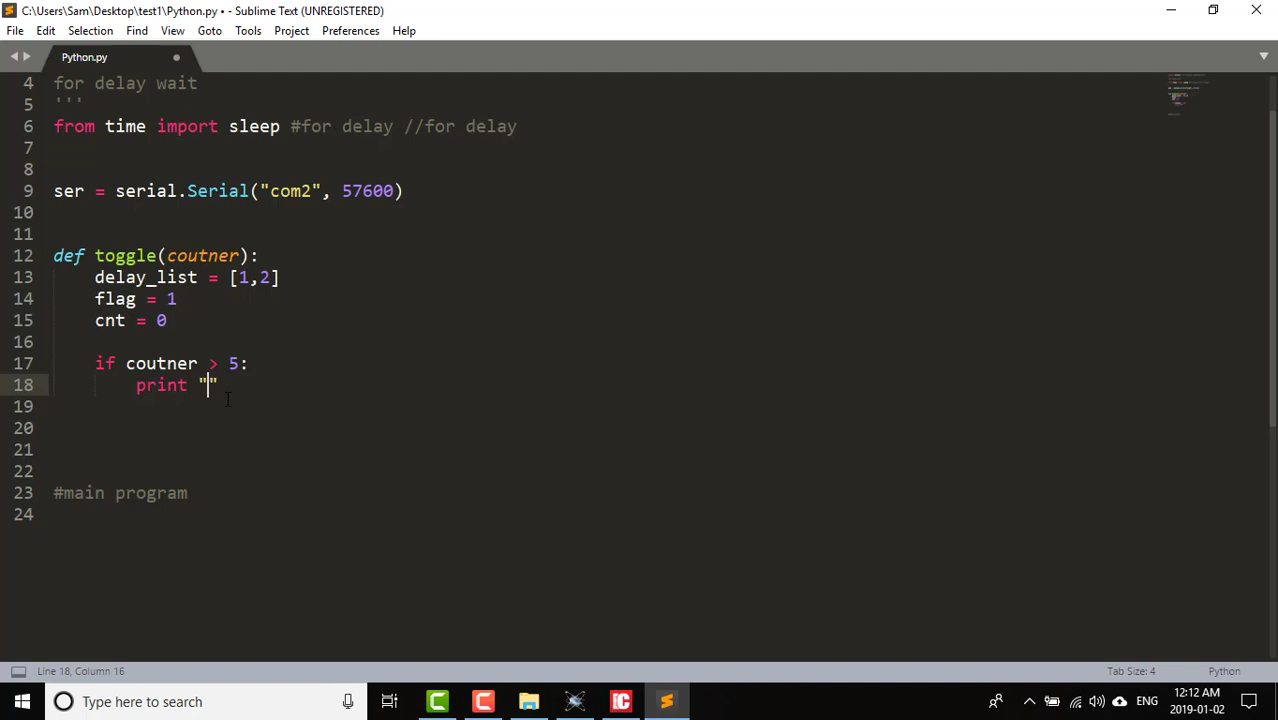 C:\Users\Sam\Desktop\test1\Python.py • - Sublime Text (UNREGISTERED)
File Edit Selection Find View Goto Tools Project Preferences Help
Python.py
4 for delay wait
5 '''
6 from time import sleep #for delay //for delay
7
8
9 ser = serial.Serial("com2", 57600)
10
11
12 def toggle(coutner):
13 delay_list = [1,2]
14 flag = 1
15 cnt = 0
16
17 if coutner > 5:
18 print ""
19
20
21
22
23 #main program
24
Line 18, Column 16 Tab Size: 4 Python
Type here to search ENG 12:12 AM
2019-01-02